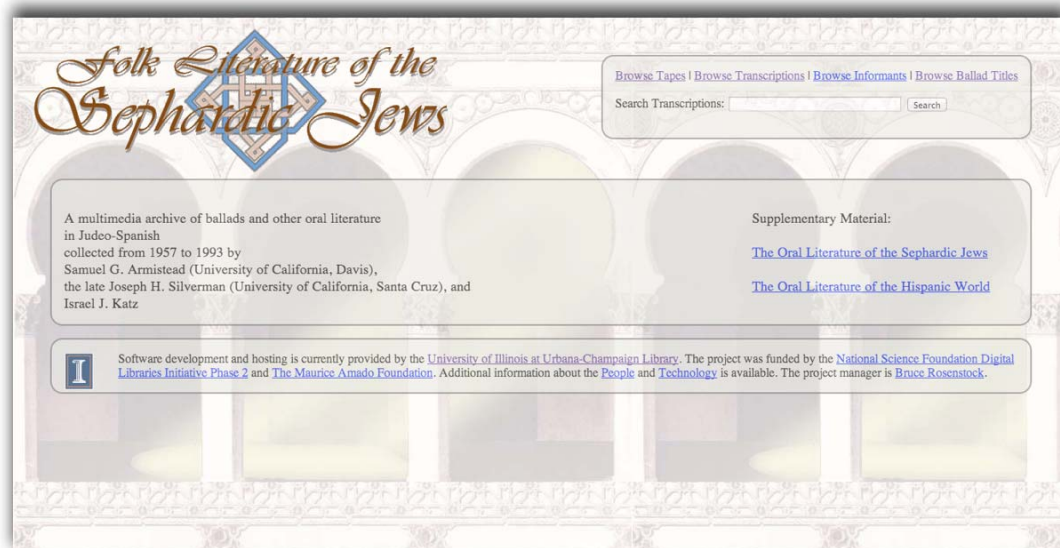 Folk Literature of the
Sephardic Jews
Browse Tapes | Browse Transcriptions | Browse Informants | Browse Ballad Titles
Search Transcriptions: Search
A multimedia archive of ballads and other oral literature
in Judeo-Spanish
collected from 1957 to 1993 by
Samuel G. Armistead (University of California, Davis),
the late Joseph H. Silverman (University of California, Santa Cruz), and
Israel J. Katz
Supplementary Material:
The Oral Literature of the Sephardic Jews
The Oral Literature of the Hispanic World
I
Software development and hosting is currently provided by the University of Illinois at Urbana-Champaign Library. The project was funded by the National Science Foundation Digital
Libraries Initiative Phase 2 and The Maurice Amado Foundation. Additional information about the People and Technology is available. The project manager is Bruce Rosenstock.